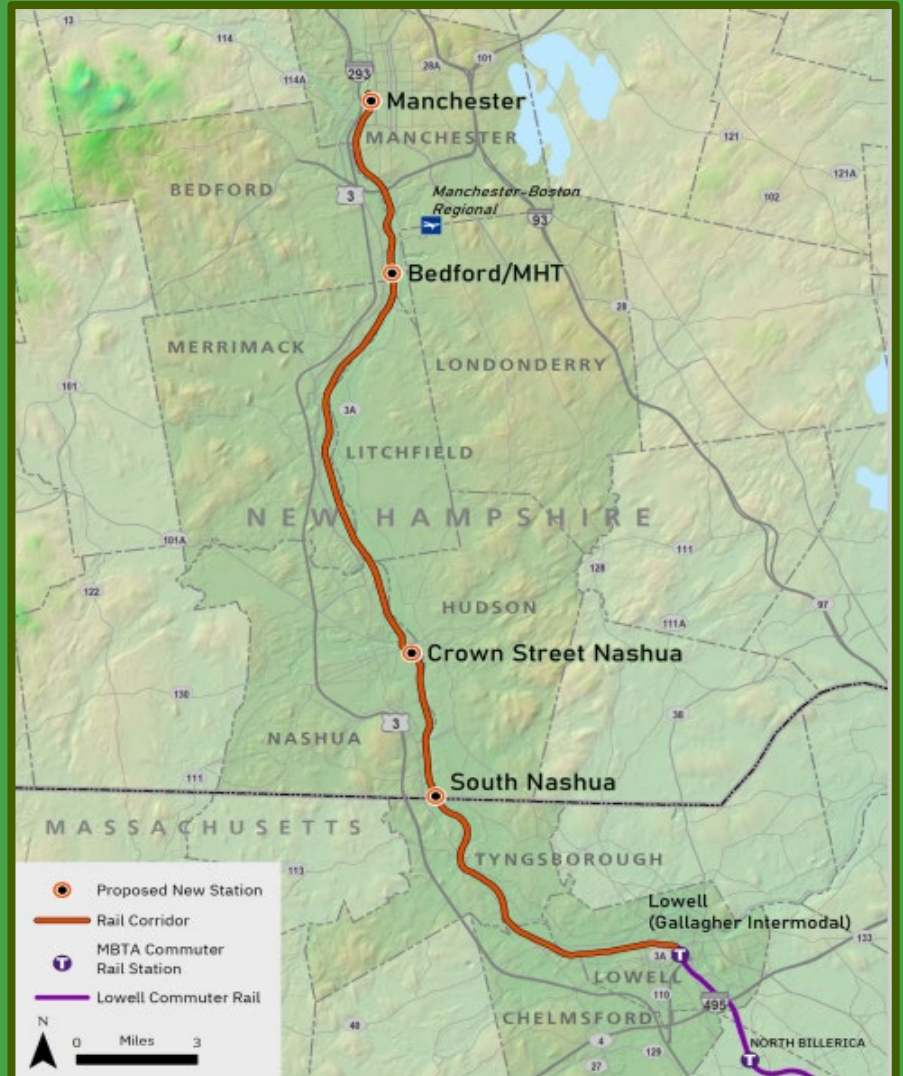 13
114
114A
293
28A
101
Manchester
MANCHESTER
121
121A
BEDFORD
3
Manchester-Boston
Regional
102
93
Bedford/MHT
28
MERRIMACK
LONDONDERRY
101
3A
LITCHFIELD
NEW HAMPSHIRE
101A
111
128
122
HUDSON
97
111A
Crown Street Nashua
130
38
3
NASHUA
111
South Nashua
MASSACHUSETTS
TYNGSBOROUGH
113
Lowell
(Gallagher Intermodal)
133
3A
LOWELL
110
495
CHELMSFORD
40
4
129
27
NORTH BILLERICA
Proposed New Station
Rail Corridor
T
MBTA Commuter
Rail Station
Lowell Commuter Rail
N
0 Miles 3
T
T